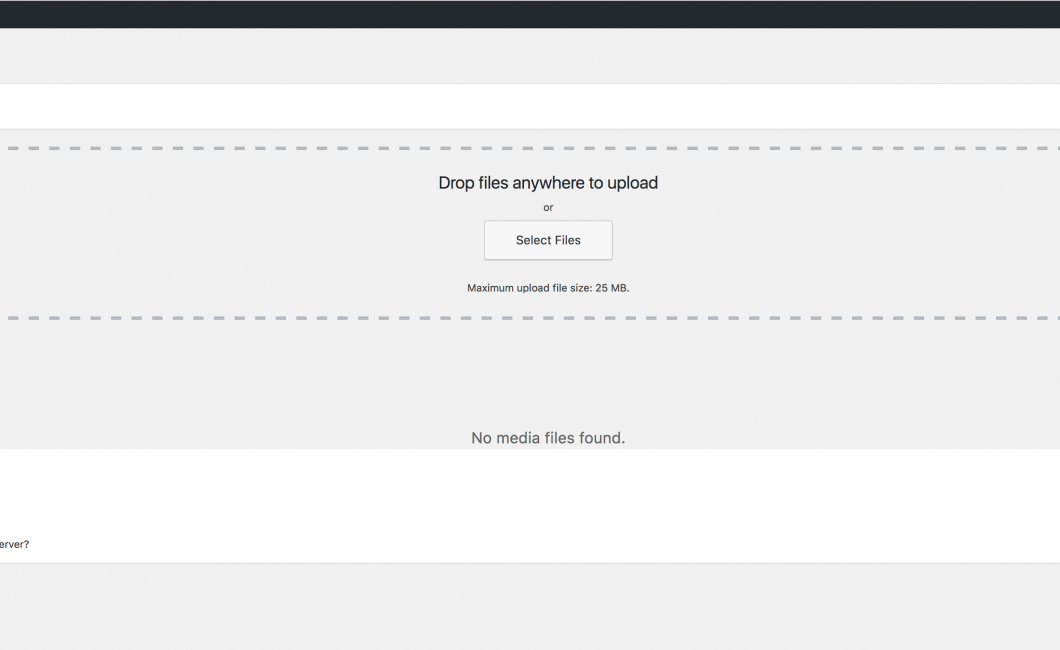 Drop files anywhere to upload
or
Select Files
Maximum upload file size: 25 MB.
No media files found.
erver?